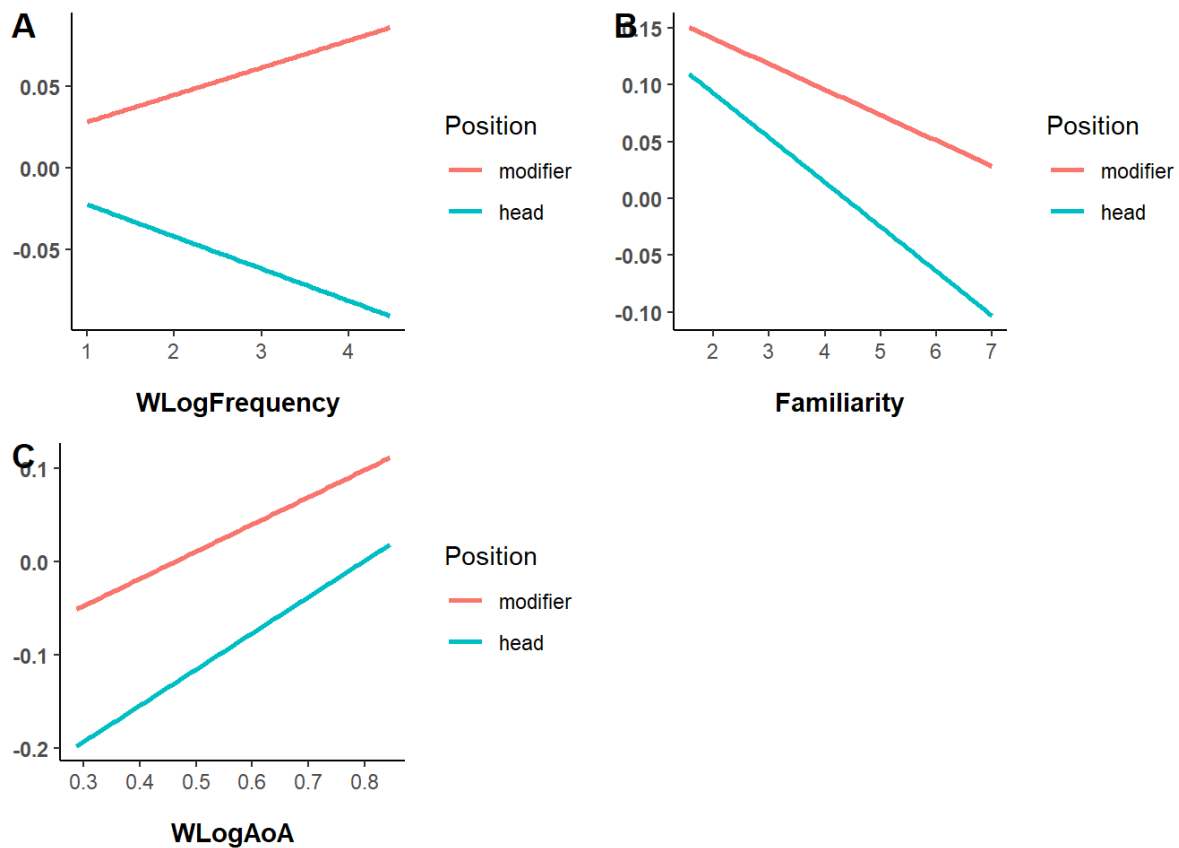 A
0.05
0.00
-0.05
1 2 3 4
WLogFrequency
Position
modifier
head
B
0.15
0.10
0.05
0.00
-0.05
-0.10
2 3 4 5 6 7
Familiarity
Position
modifier
head
C
0.1
0.0
-0.1
-0.2
0.3 0.4 0.5 0.6 0.7 0.8
WLogAoA
Position
modifier
head